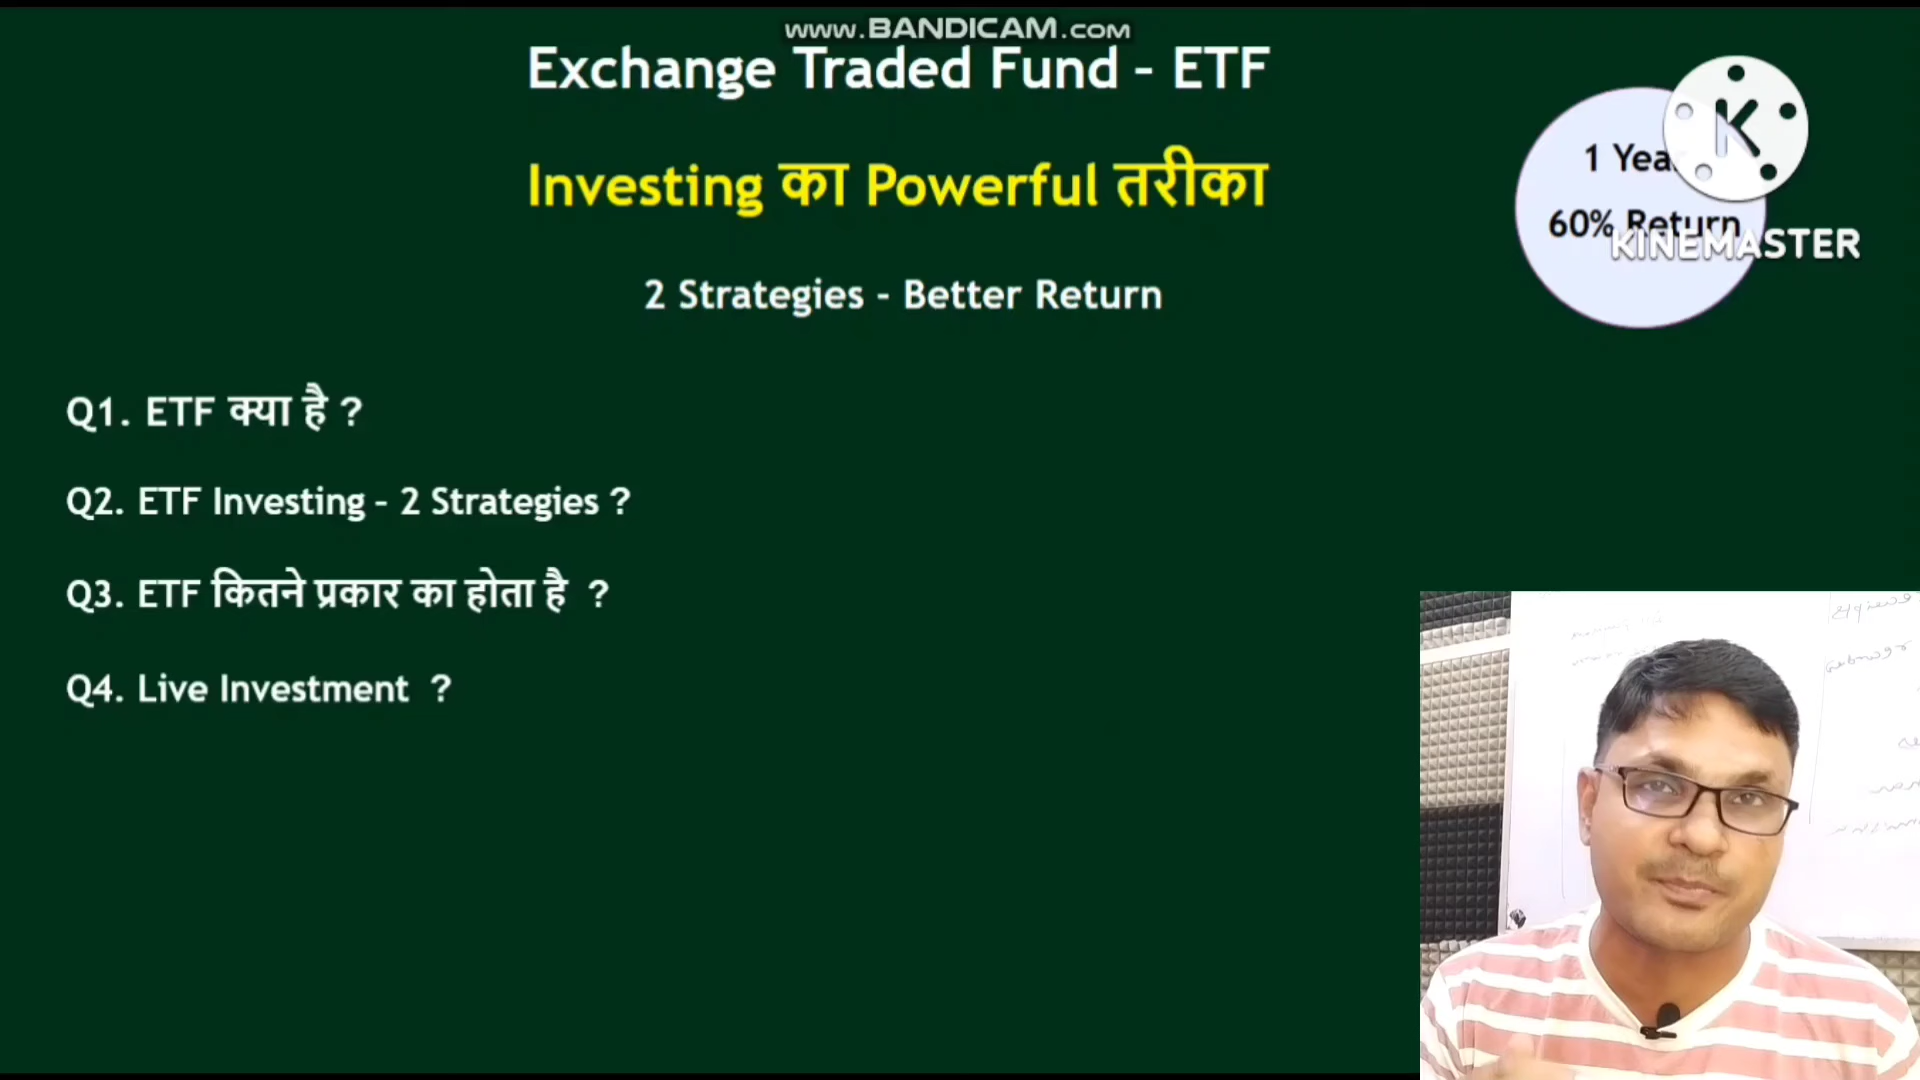 www.BANDICAM.com
Exchange Traded Fund - ETF
Investing का Powerful तरीका
2 Strategies - Better Return
1 Year
60% Return
K
KINEMASTER
Q1. ETF क्या है ?
Q2. ETF Investing - 2 Strategies ?
Q3. ETF कितने प्रकार का होता है ?
Q4. Live Investment ?